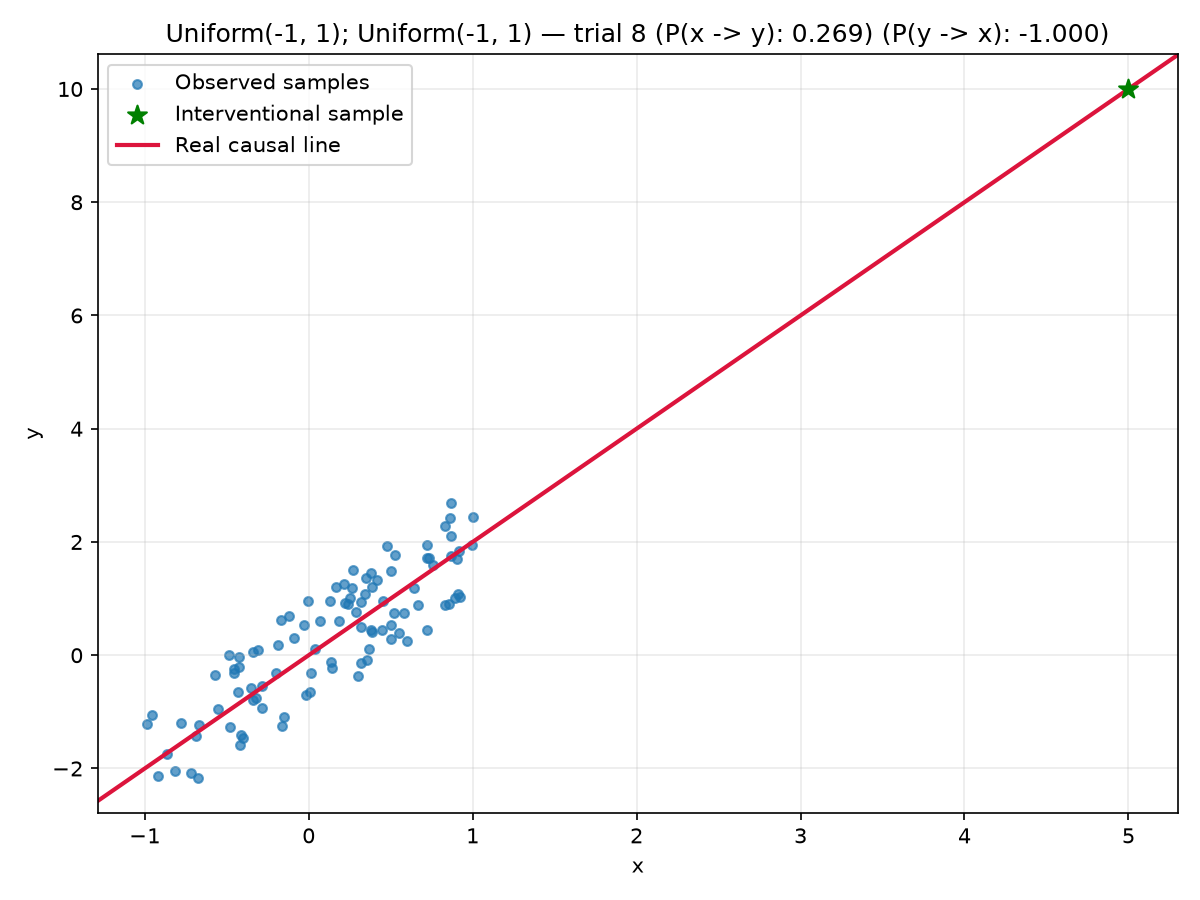 Uniform(-1, 1); Uniform(-1, 1) — trial 8 (P(x -> y): 0.269) (P(y -> x): -1.000)
Observed samples
Interventional sample
Real causal line
10
8
6
4
2
0
−2
y
−1
0
1
2
3
4
5
x